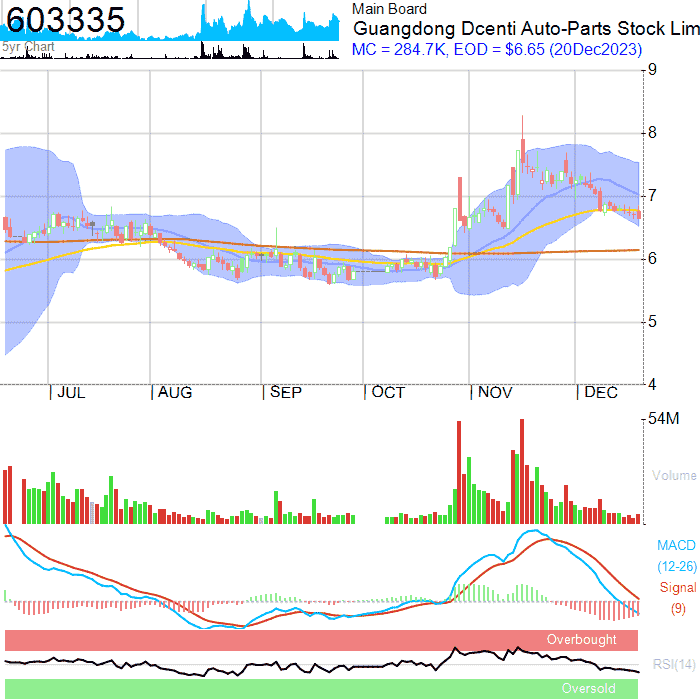 603335
5yr Chart
Main Board
Guangdong Dcenti Auto-Parts Stock Lim
MC = 284.7K, EOD = $6.65 (20Dec2023)
9
8
7
6
5
4
JUL AUG SEP OCT NOV DEC
54M
Volume
MACD
(12-26)
Signal
(9)
Overbought
RSI(14)
Oversold